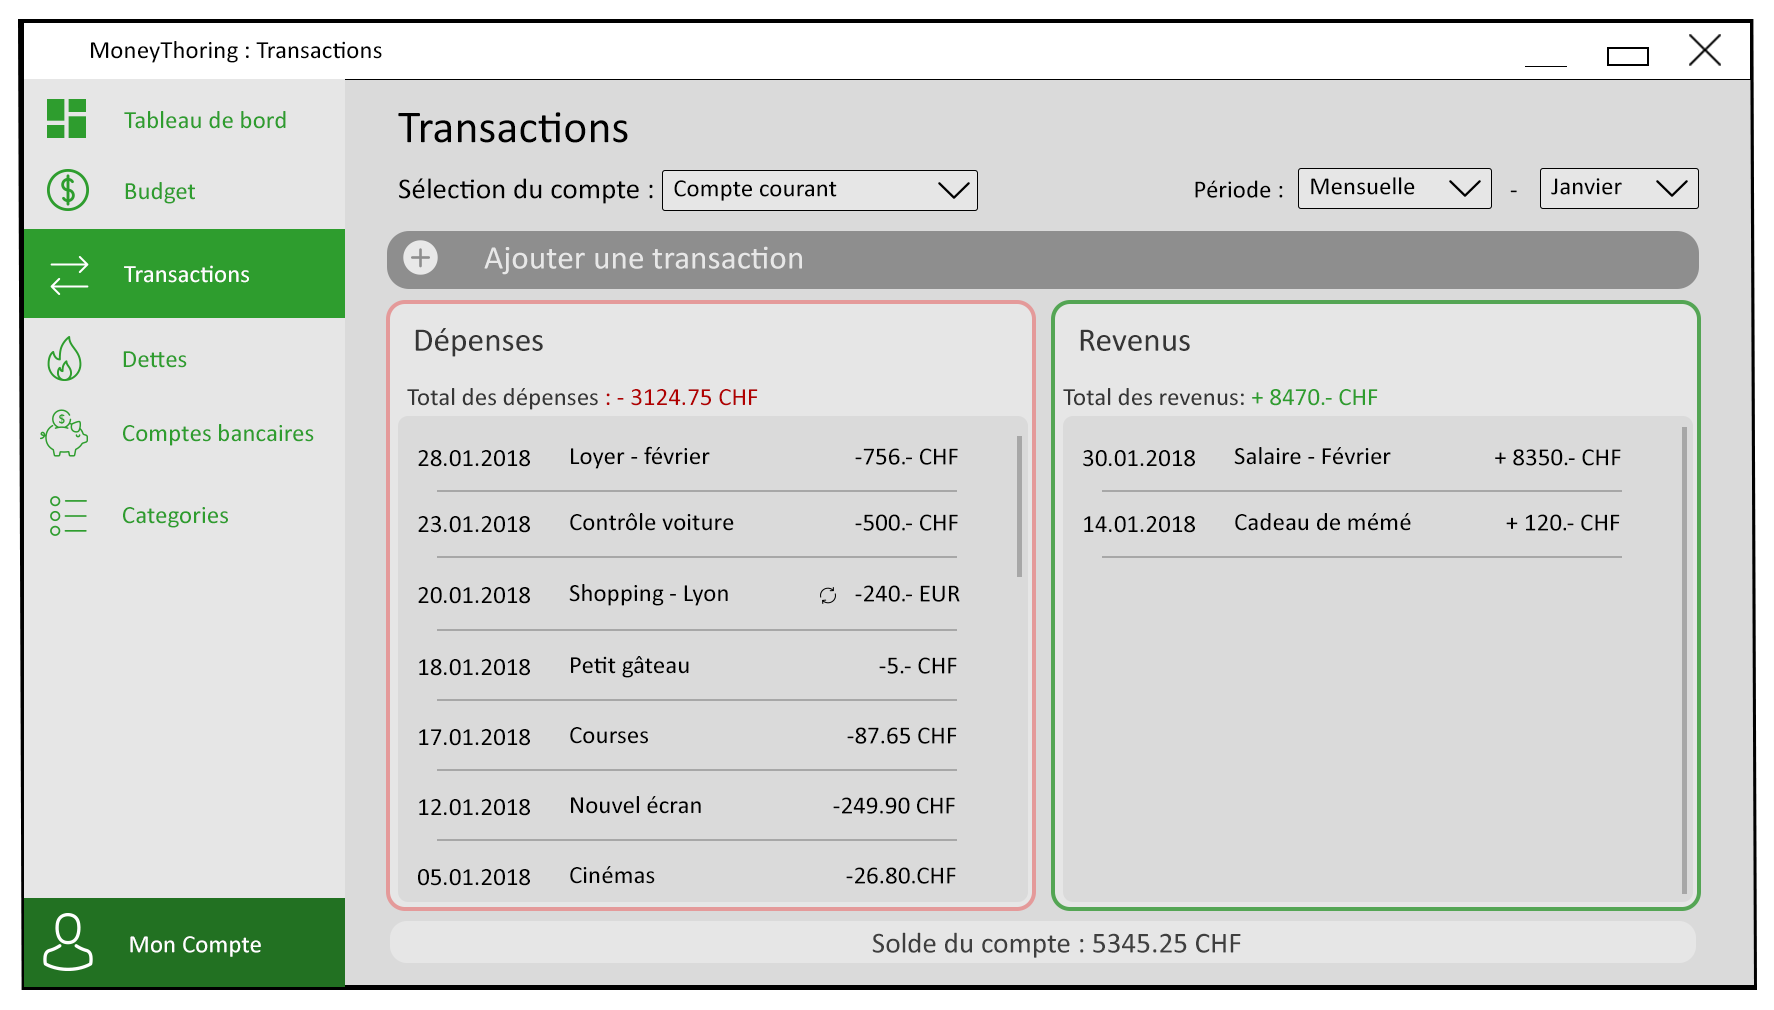 MoneyThoring : Transactions
Tableau de bord
Budget
Transactions
Dettes
Comptes bancaires
Categories
Mon Compte
Transactions
Sélection du compte : Compte courant
Période : Mensuelle - Janvier
Ajouter une transaction
Dépenses
Total des dépenses : - 3124.75 CHF
28.01.2018 Loyer - février -756.- CHF
23.01.2018 Contrôle voiture -500.- CHF
20.01.2018 Shopping - Lyon -240.- EUR
18.01.2018 Petit gâteau -5.- CHF
17.01.2018 Courses -87.65 CHF
12.01.2018 Nouvel écran -249.90 CHF
05.01.2018 Cinémas -26.80.CHF
Revenus
Total des revenus: + 8470.- CHF
30.01.2018 Salaire - Février + 8350.- CHF
14.01.2018 Cadeau de mémé + 120.- CHF
Solde du compte : 5345.25 CHF